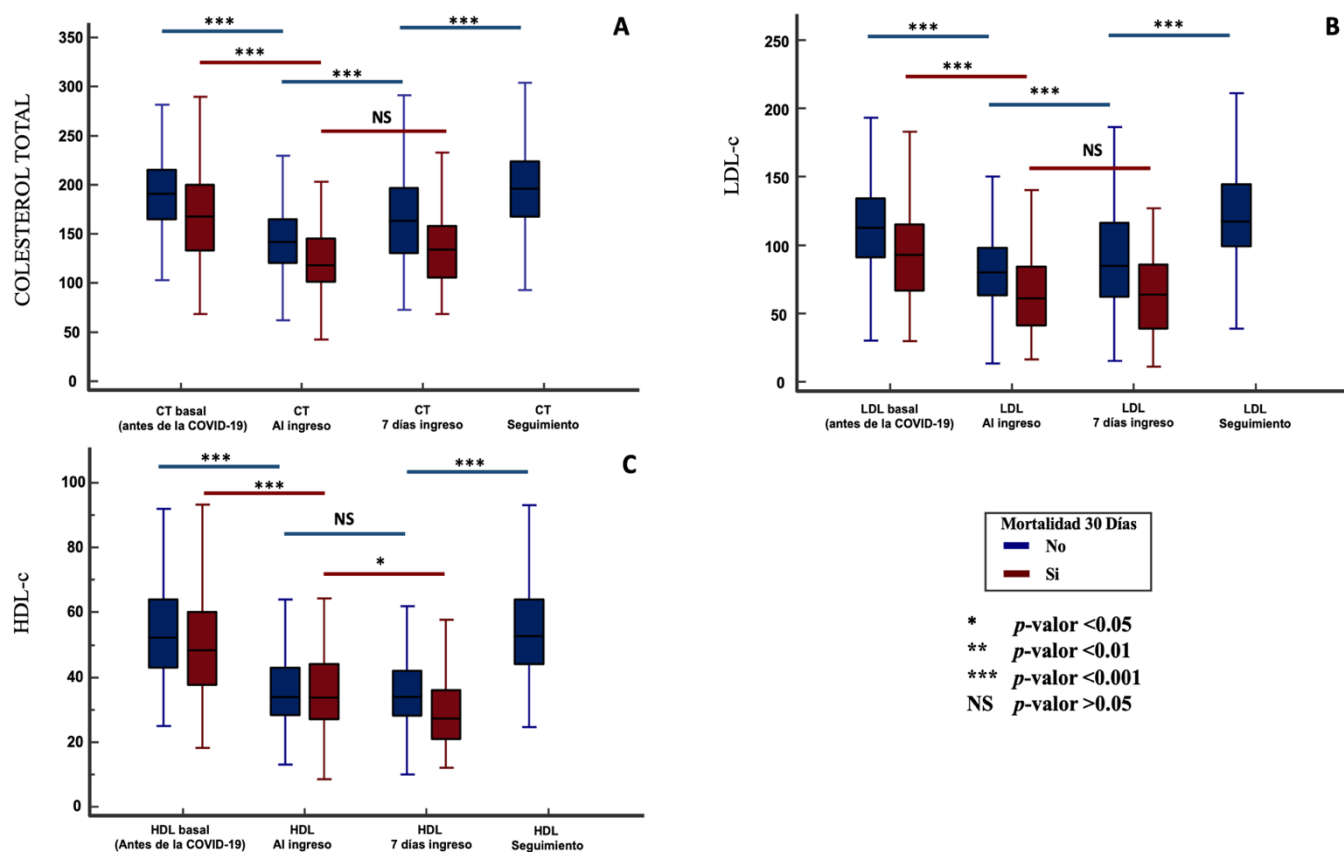 A
COLESTEROL TOTAL
350
300
250
200
150
100
50
0
***
***
***
***
NS
CT basal
(antes de la COVID-19)
CT
Al ingreso
CT
7 días ingreso
CT
Seguimiento
B
LDL-c
250
200
150
100
50
0
***
***
***
***
NS
LDL basal
(antes de la COVID-19)
LDL
Al ingreso
LDL
7 días ingreso
LDL
Seguimiento
C
HDL-c
100
80
60
40
20
0
***
***
***
NS
*
HDL basal
(Antes de la COVID-19)
HDL
Al ingreso
HDL
7 días ingreso
HDL
Seguimiento
Mortalidad 30 Días
No
Si
* p-valor <0.05
** p-valor <0.01
*** p-valor <0.001
NS p-valor >0.05